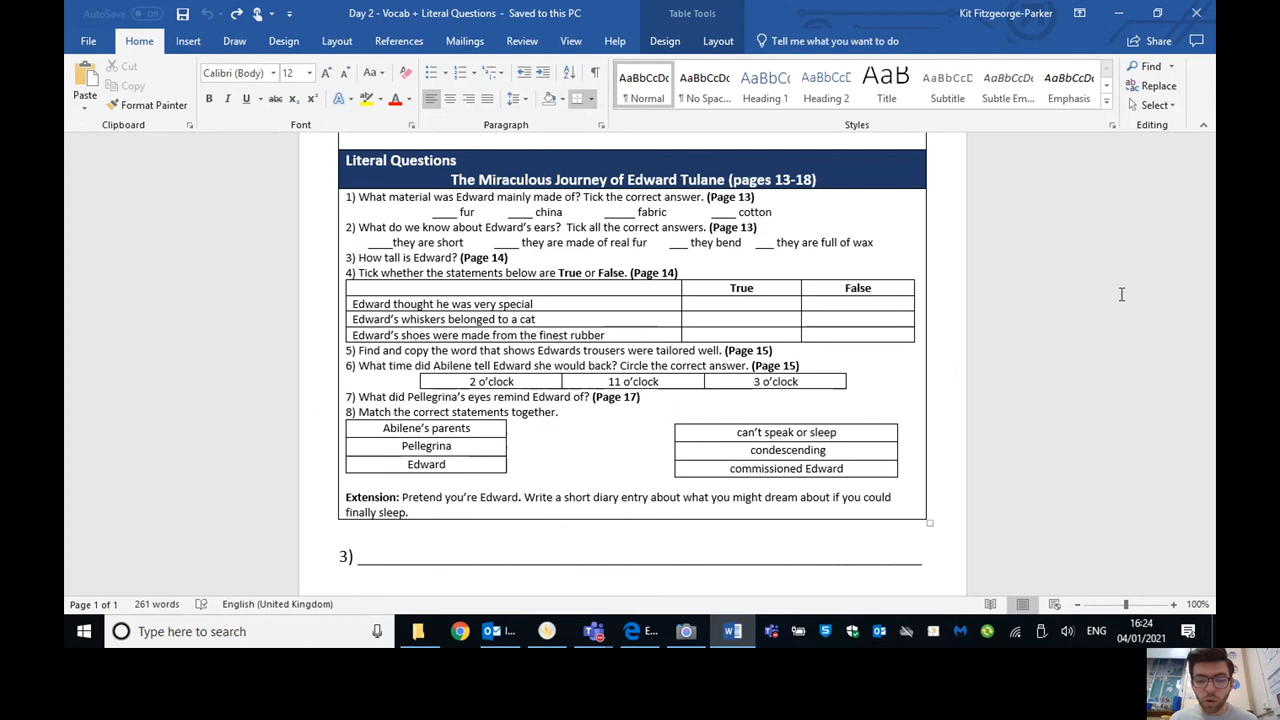 AutoSave Off
Day 2 - Vocab + Literal Questions - Saved to this PC
Table Tools
Kit Fitzgeorge-Parker
File Home Insert Draw Design Layout References Mailings Review View Help Design Layout Tell me what you want to do Share
Paste
Cut
Copy
Format Painter
Calibri (Body) 12
Clipboard Font Paragraph Styles Editing
AaBbCcDc AaBbCcDc AaBbCc AaBbCcC AaB AaBbCcD AaBbCcDc AaBbCcDc
¶ Normal ¶ No Spac... Heading 1 Heading 2 Title Subtitle Subtle Em... Emphasis
Find
Replace
Select
Literal Questions
The Miraculous Journey of Edward Tulane (pages 13-18)
1) What material was Edward mainly made of? Tick the correct answer. (Page 13)
____ fur ____ china _____ fabric ____ cotton
2) What do we know about Edward's ears? Tick all the correct answers. (Page 13)
____they are short ____ they are made of real fur ___ they bend ___ they are full of wax
3) How tall is Edward? (Page 14)
4) Tick whether the statements below are True or False. (Page 14)
True False
Edward thought he was very special
Edward's whiskers belonged to a cat
Edward's shoes were made from the finest rubber
5) Find and copy the word that shows Edwards trousers were tailored well. (Page 15)
6) What time did Abilene tell Edward she would back? Circle the correct answer. (Page 15)
2 o'clock 11 o'clock 3 o'clock
7) What did Pellegrina's eyes remind Edward of? (Page 17)
8) Match the correct statements together.
Abilene's parents can't speak or sleep
Pellegrina condescending
Edward commissioned Edward
Extension: Pretend you're Edward. Write a short diary entry about what you might dream about if you could
finally sleep.
3) ____________________
Page 1 of 1 261 words English (United Kingdom) 100%
Type here to search
I...
E...
ENG
16:24
04/01/2021